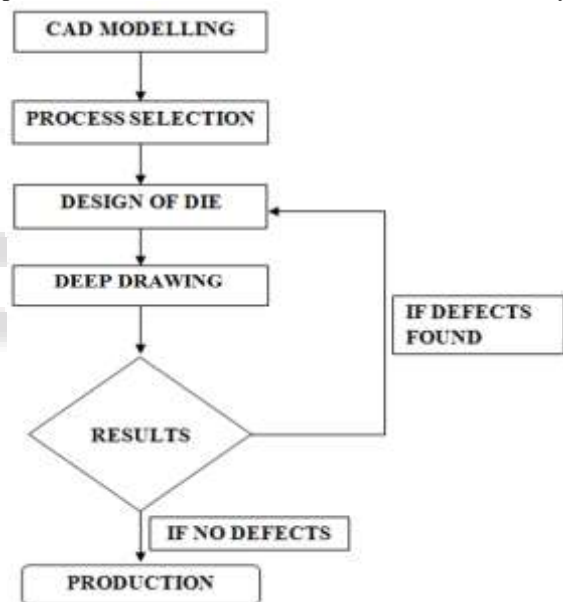 CAD MODELLING
PROCESS SELECTION
DESIGN OF DIE
DEEP DRAWING
IF DEFECTS
FOUND
RESULTS
IF NO DEFECTS
PRODUCTION